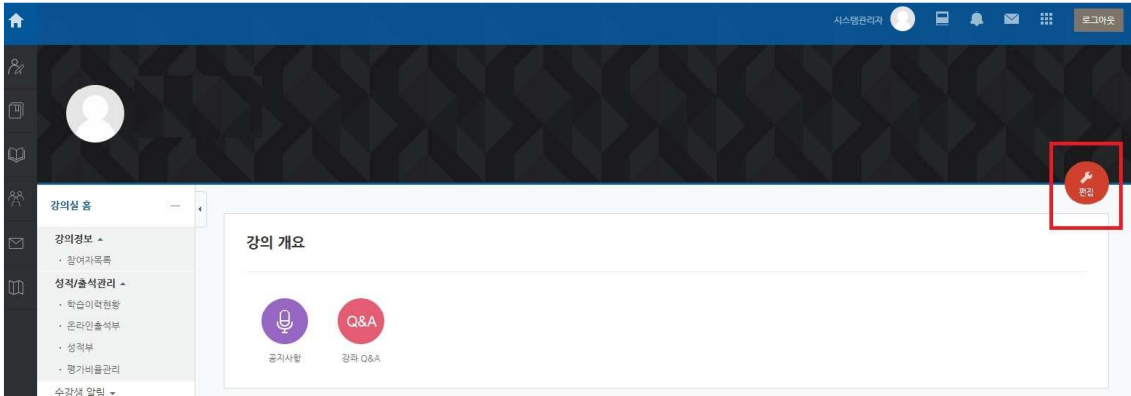 시스템관리자
로그아웃
편집
강의실 홈
강의정보
· 참여자목록
성적/출석관리
· 학습이력현황
· 온라인출석부
· 성적부
· 평가비율관리
수강생 알림
강의 개요
Q&A
공지사항
강좌 Q&A